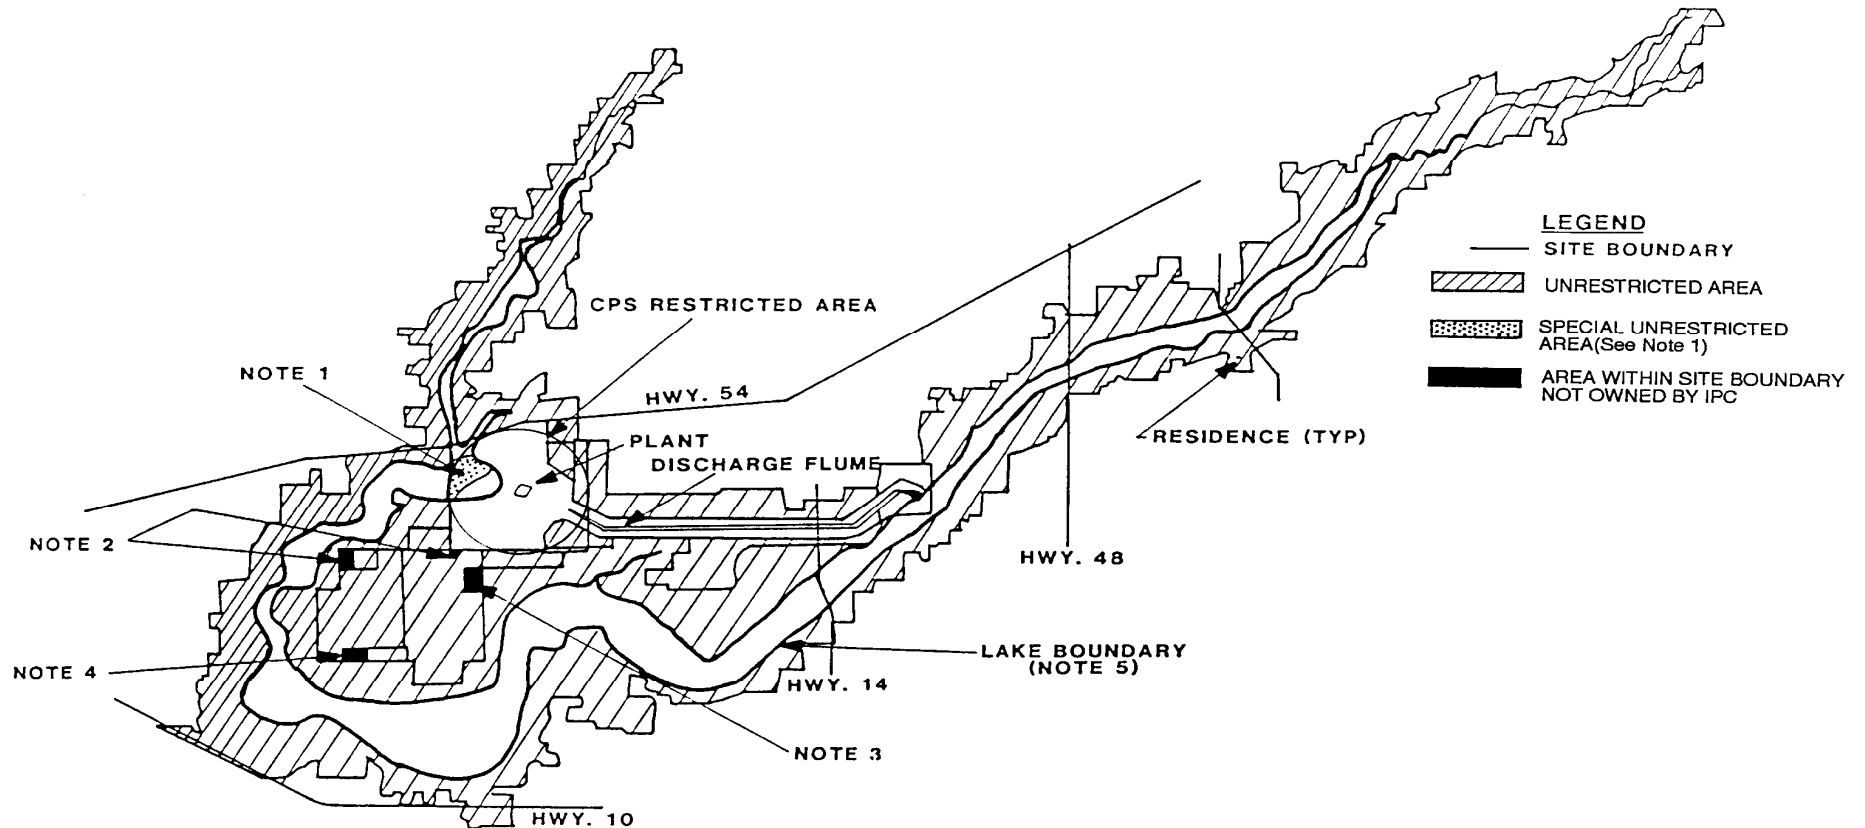 LEGEND
SITE BOUNDARY
UNRESTRICTED AREA
SPECIAL UNRESTRICTED
AREA(See Note 1)
AREA WITHIN SITE BOUNDARY
NOT OWNED BY IPC
CPS RESTRICTED AREA
NOTE 1
HWY. 54
PLANT
DISCHARGE FLUME
RESIDENCE (TYP)
NOTE 2
HWY. 48
LAKE BOUNDARY
(NOTE 5)
NOTE 4
HWY. 14
NOTE 3
HWY. 10